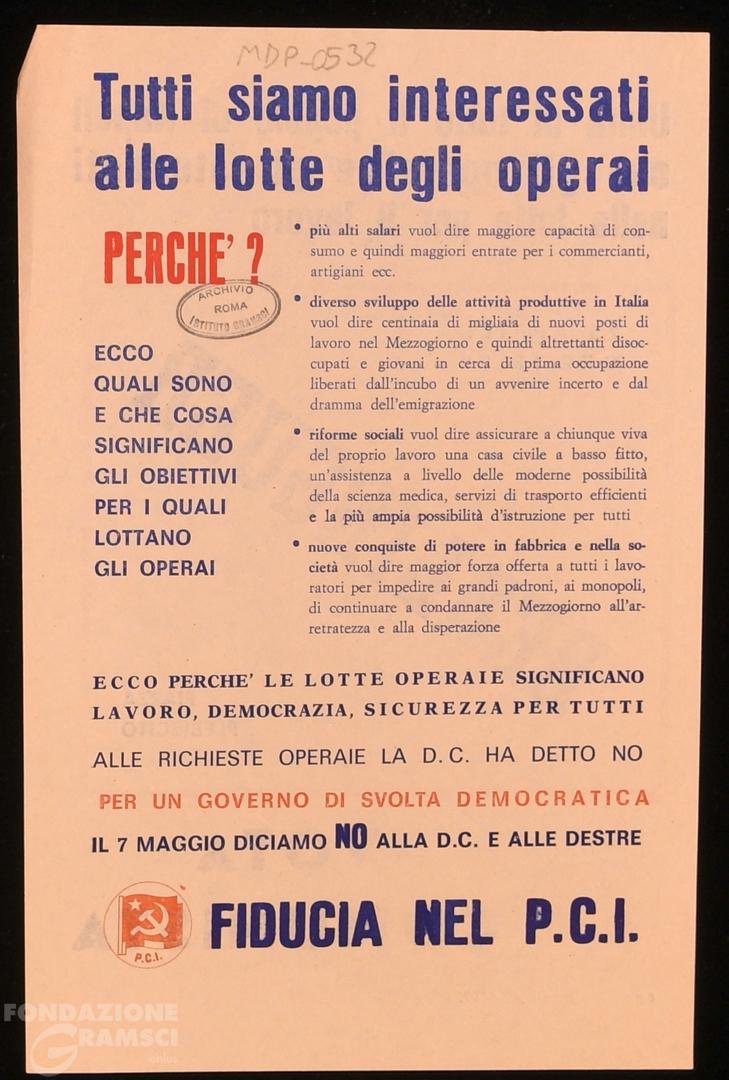 MDP-0532
Tutti siamo interessati
alle lotte degli operai
PERCHE' ?
ARCHIVIO
ROMA
ISTITUTO GRAMSCI
ECCO
QUALI SONO
E CHE COSA
SIGNIFICANO
GLI OBIETTIVI
PER I QUALI
LOTTANO
GLI OPERAI
• più alti salari vuol dire maggiore capacità di con-
sumo e quindi maggiori entrate per i commercianti,
artigiani ecc.
• diverso sviluppo delle attività produttive in Italia
vuol dire centinaia di migliaia di nuovi posti di
lavoro nel Mezzogiorno e quindi altrettanti disoc-
cupati e giovani in cerca di prima occupazione
liberati dall'incubo di un avvenire incerto e dal
dramma dell'emigrazione
• riforme sociali vuol dire assicurare a chiunque viva
del proprio lavoro una casa civile a basso fitto,
un'assistenza a livello delle moderne possibilità
della scienza medica, servizi di trasporto efficienti
e la più ampia possibilità d'istruzione per tutti
• nuove conquiste di potere in fabbrica e nella so-
cietà vuol dire maggior forza offerta a tutti i lavo-
ratori per impedire ai grandi padroni, ai monopoli,
di continuare a condannare il Mezzogiorno all'ar-
retratezza e alla disperazione
ECCO PERCHE' LE LOTTE OPERAIE SIGNIFICANO
LAVORO, DEMOCRAZIA, SICUREZZA PER TUTTI
ALLE RICHIESTE OPERAIE LA D.C. HA DETTO NO
PER UN GOVERNO DI SVOLTA DEMOCRATICA
IL 7 MAGGIO DICIAMO NO ALLA D.C. E ALLE DESTRE
P.C.I.
FIDUCIA NEL P.C.I.
FONDAZIONE
GRAMSCI
onlus